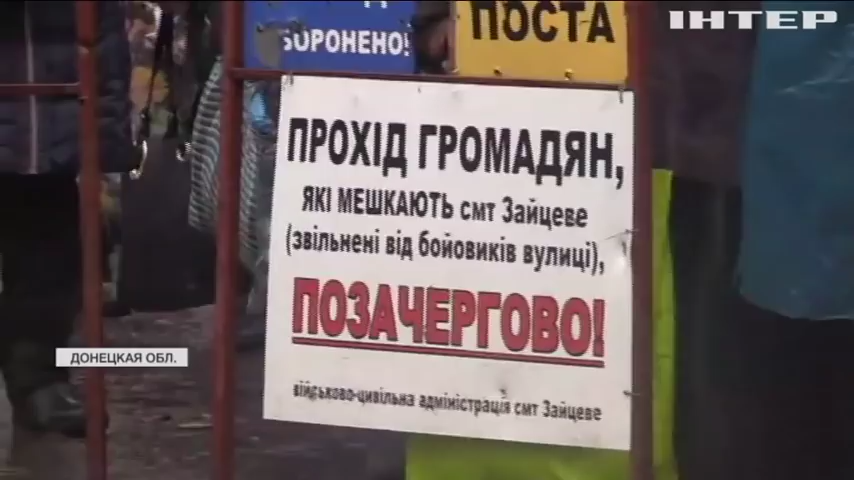 БОРОНЕНО!
ПОСТА
ІНТЕР
ПРОХІД ГРОМАДЯН,
ЯКІ МЕШКАЮТЬ смт Зайцеве
(звільнені від бойовиків вулиці),
ПОЗАЧЕРГОВО!
військово-цивільна адміністрація смт Зайцеве
ДОНЕЦКАЯ ОБЛ.